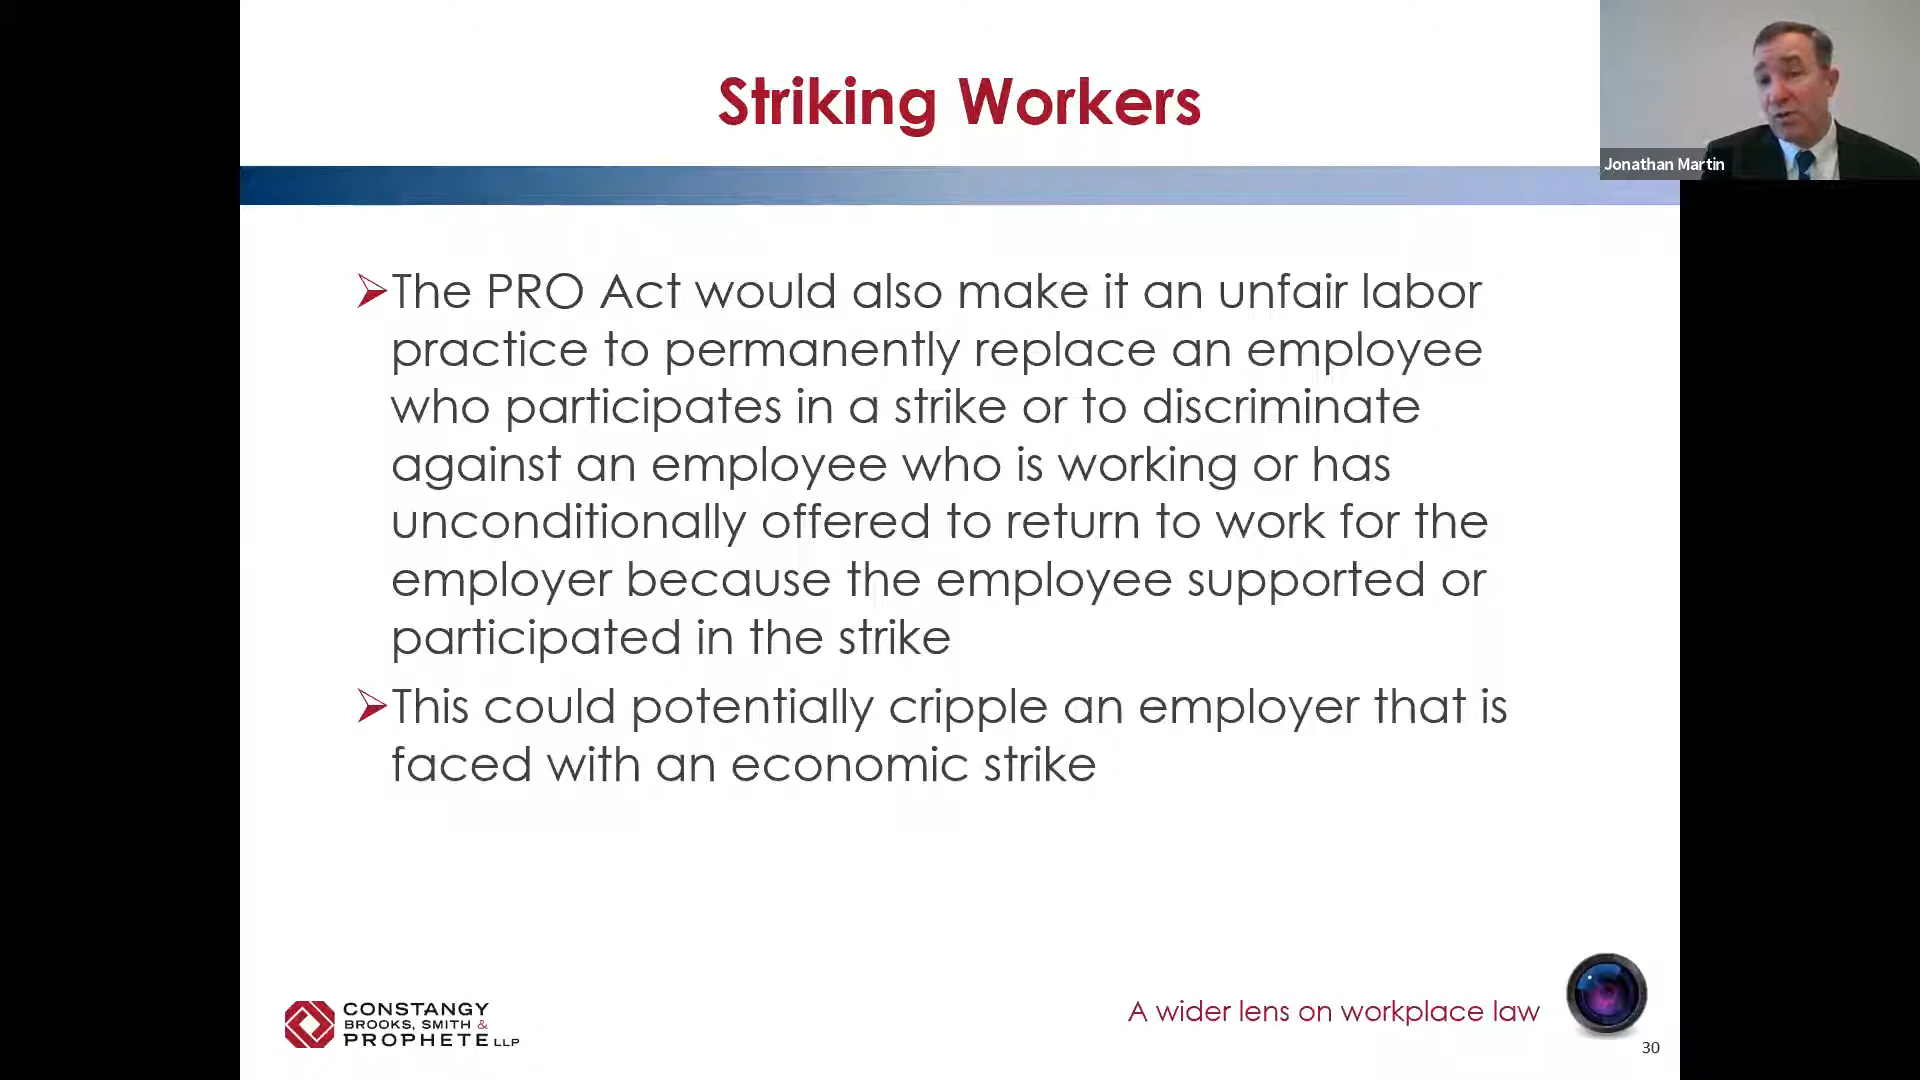 Striking Workers
Jonathan Martin
The PRO Act would also make it an unfair labor
practice to permanently replace an employee
who participates in a strike or to discriminate
against an employee who is working or has
unconditionally offered to return to work for the
employer because the employee supported or
participated in the strike
This could potentially cripple an employer that is
faced with an economic strike
CONSTANGY
BROOKS, SMITH &
PROPHETE LLP
A wider lens on workplace law
30